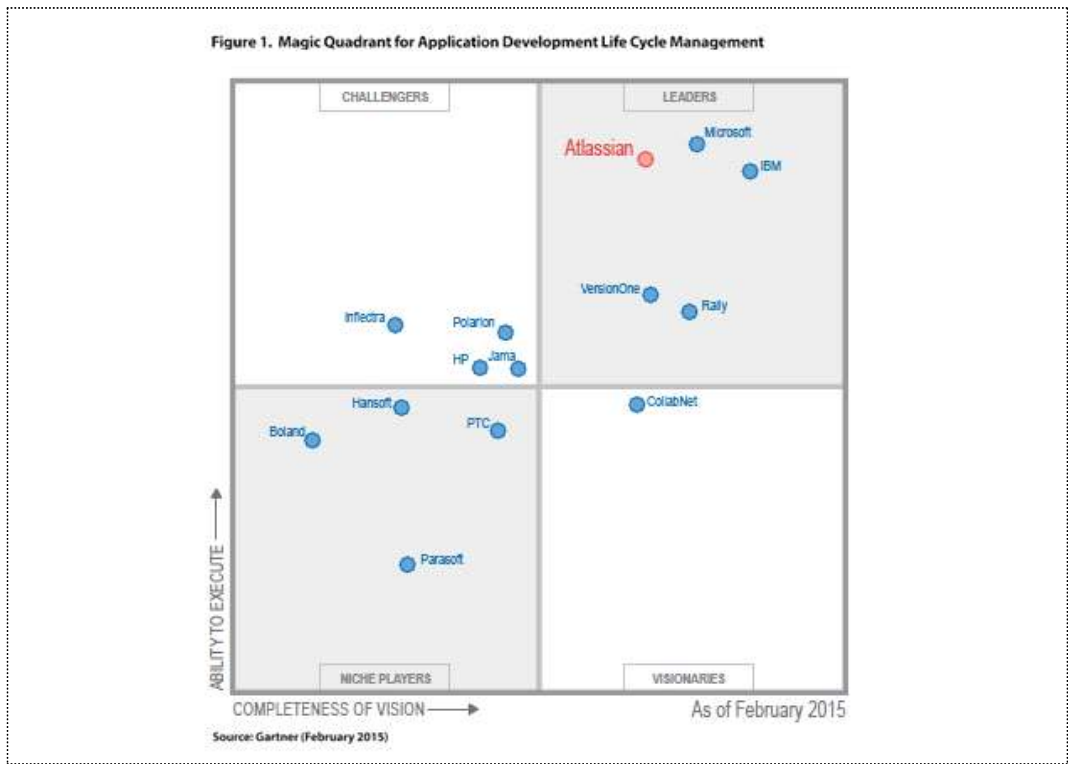 Figure 1. Magic Quadrant for Application Development Life Cycle Management
CHALLENGERS
LEADERS
Microsoft
Atlassian
IBM
VersionOne
Rally
Inflectra
Polarion
HP
Jama
Hansoft
CollabNet
PTC
Boland
Parasoft
ABILITY TO EXECUTE
NICHE PLAYERS
VISIONARIES
COMPLETENESS OF VISION
As of February 2015
Source: Gartner (February 2015)